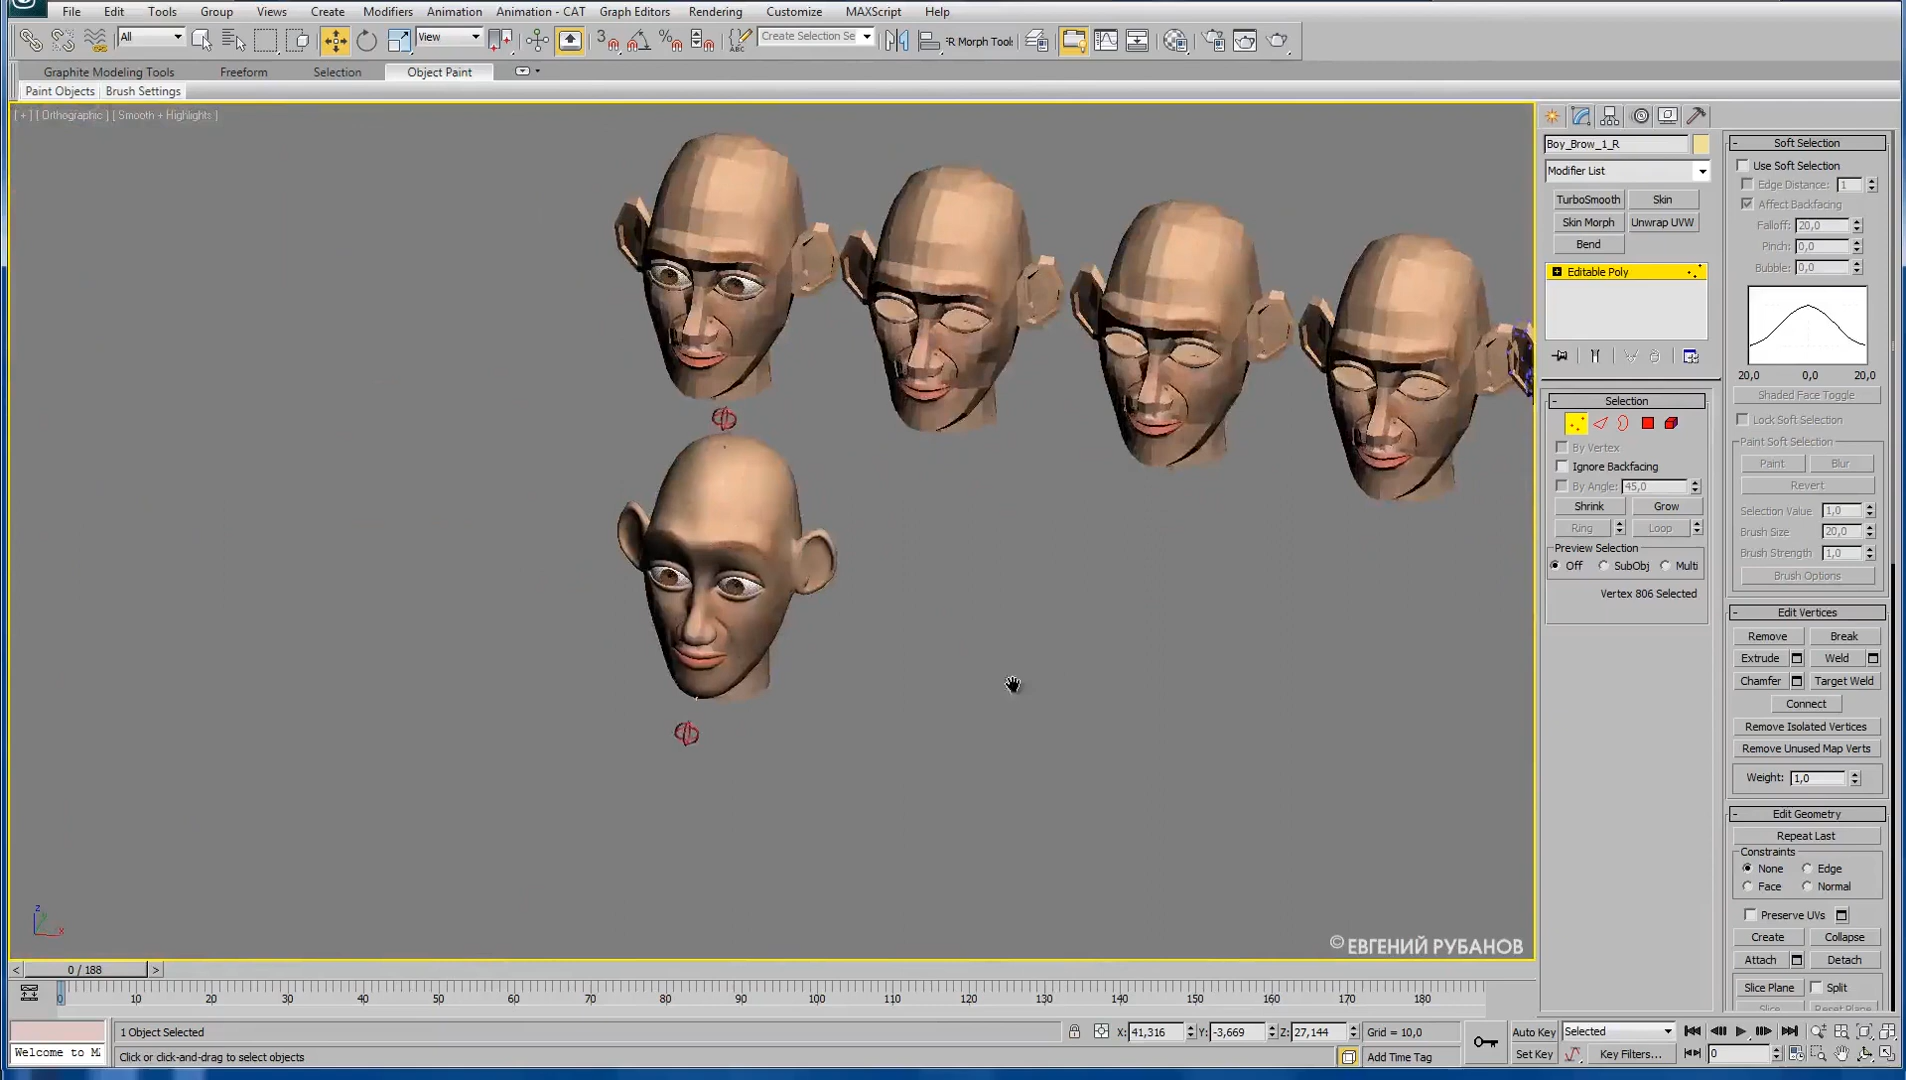 File Edit Tools Group Views Create Modifiers Animation Animation - CAT Graph Editors Rendering Customize MAXScript Help
All View 3 % ABC Create Selection Se R Morph Tool:
Graphite Modeling Tools Freeform Selection Object Paint
Paint Objects Brush Settings
[ + ] [ Orthographic ] [ Smooth + Highlights ]
Boy_Brow_1_R
Modifier List
TurboSmooth Skin
Skin Morph Unwrap UVW
Bend
Editable Poly
Selection
By Vertex
Ignore Backfacing
By Angle: 45,0
Shrink Grow
Ring Loop
Preview Selection
Off SubObj Multi
Vertex 806 Selected
Soft Selection
Use Soft Selection
Edge Distance: 1
Affect Backfacing
Falloff: 20,0
Pinch: 0,0
Bubble: 0,0
20,0 0,0 20,0
Shaded Face Toggle
Lock Soft Selection
Paint Soft Selection
Paint Blur
Revert
Selection Value 1,0
Brush Size 20,0
Brush Strength 1,0
Brush Options
Edit Vertices
Remove Break
Extrude Weld
Chamfer Target Weld
Connect
Remove Isolated Vertices
Remove Unused Map Verts
Weight: 1,0
Edit Geometry
Repeat Last
Constraints
None Edge
Face Normal
Preserve UVs
Create Collapse
Attach Detach
Slice Plane Split
Slice Reset Plane
z y x
© ЕВГЕНИЙ РУБАНОВ
< 0 / 188 >
0 10 20 30 40 50 60 70 80 90 100 110 120 130 140 150 160 170 180
1 Object Selected X: 41,316 Y: -3,669 Z: 27,144 Grid = 10,0 Auto Key Selected
Welcome to M Click or click-and-drag to select objects Add Time Tag Set Key Key Filters... 0